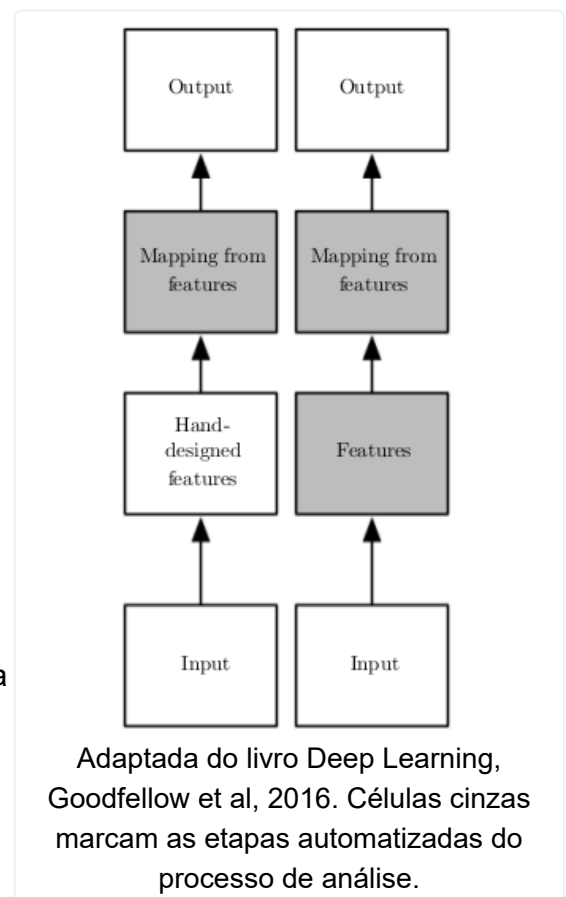 Output
Output
Mapping from
features
Mapping from
features
Hand-
designed
features
Features
Input
Input
a
Adaptada do livro Deep Learning,
Goodfellow et al, 2016. Células cinzas
marcam as etapas automatizadas do
processo de análise.